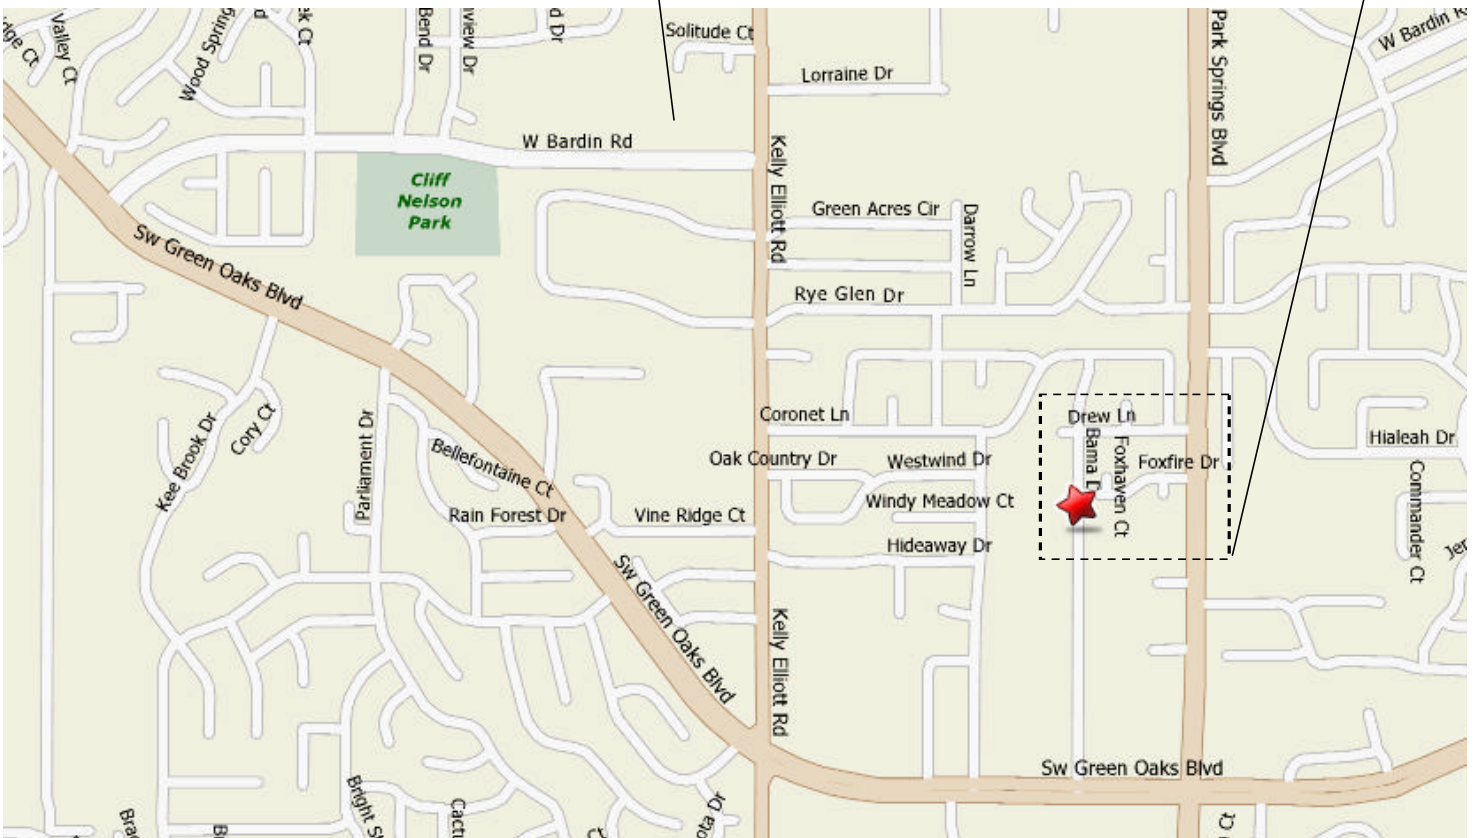 Valley Ct
Wood Spring
Bend Dr
Solitude Ct
Lorraine Dr
Park Springs Blvd
W Bardin R
W Bardin Rd
Kelly Elliott Rd
Cliff
Nelson
Park
Green Acres Cir
Darrow Ln
Sw Green Oaks Blvd
Rye Glen Dr
Coronet Ln
Drew Ln
Kee Brook Dr
Cory Ct
Parliament Dr
Bellefontaine Ct
Oak Country Dr
Westwind Dr
Bama D
Foxhaven Ct
Foxfire Dr
Hialeah Dr
Commander Ct
Rain Forest Dr
Vine Ridge Ct
Windy Meadow Ct
Hideaway Dr
Sw Green Oaks Blvd
Kelly Elliott Rd
Sw Green Oaks Blvd